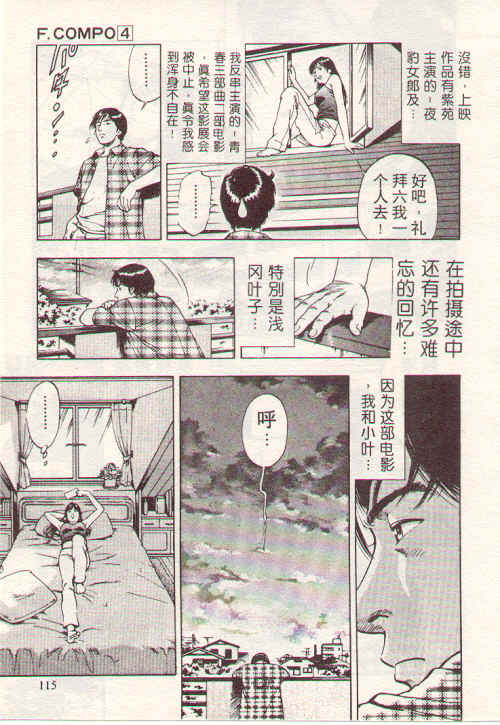 F. COMPO 4
没错，上映
作品有紫苑
主演的－夜
豹女郎及…
我反串主演的－青
春三部曲「部电影
，真希望这影展会
被中止，真令我感
到浑身不自在！
………
好吧，礼
拜六我一
个人去！
………
在拍摄途中
还有许多难
忘的回忆…
特别是浅
冈叶子…
因为这部电影
，我和小叶…
呼…
………
115